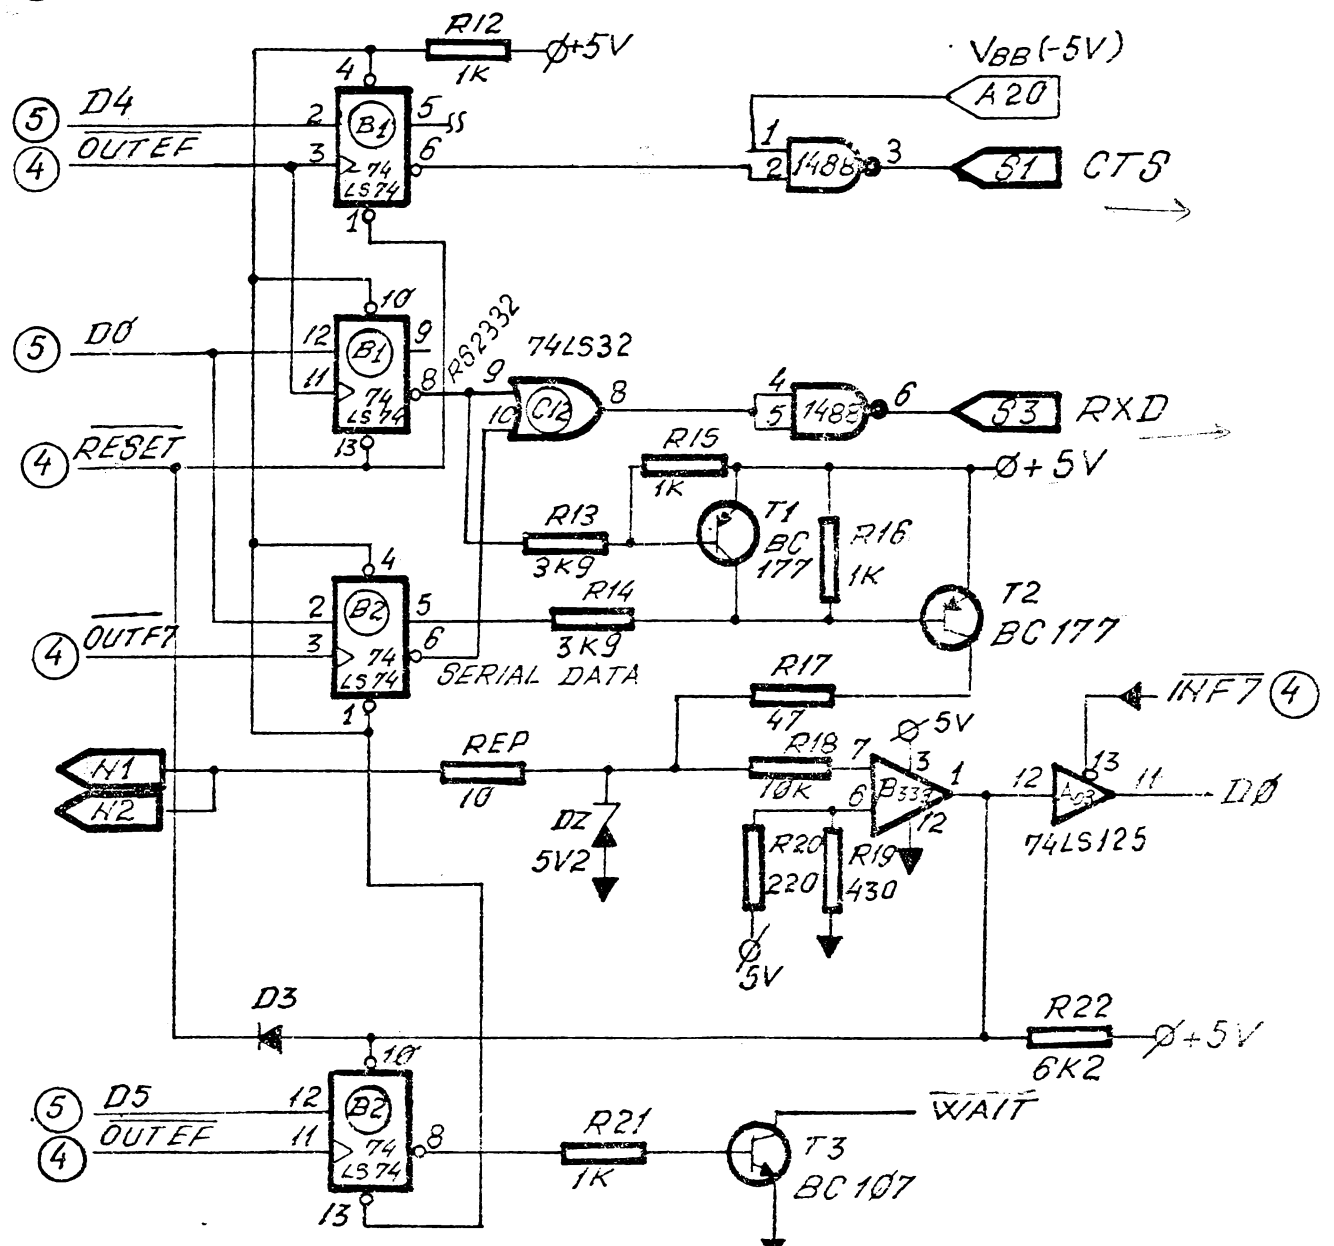 R12
Ø+5V
1K
VBB (-5V)
A20
4
5 D4
2
B1
5
1
4 OUTEF
3
74
LS74
6
2
1488
3
S1
CTS
1
10
5 D0
12
B1
9
RS2332
74LS32
11
74
LS74
8
9
10
C12
8
4
5
1488
6
S3
RXD
4 RESET
13
R15
1K
Ø+5V
R13
3K9
T1
BC
177
R16
1K
4
2
B2
5
R14
3K9
T2
BC177
4 OUTF7
3
74
LS74
6
SERIAL DATA
1
R17
47
INF7 4
5V
N1
N2
REP
10
R18
10K
7
3
6
B339
1
12
12
13
A03
11
DØ
74LS125
DZ
5V2
R20
220
R19
430
5V
D3
R22
6K2
Ø+5V
10
5 D5
12
B2
WAIT
4 OUTEF
11
74
LS74
8
R21
1K
T3
BC107
13